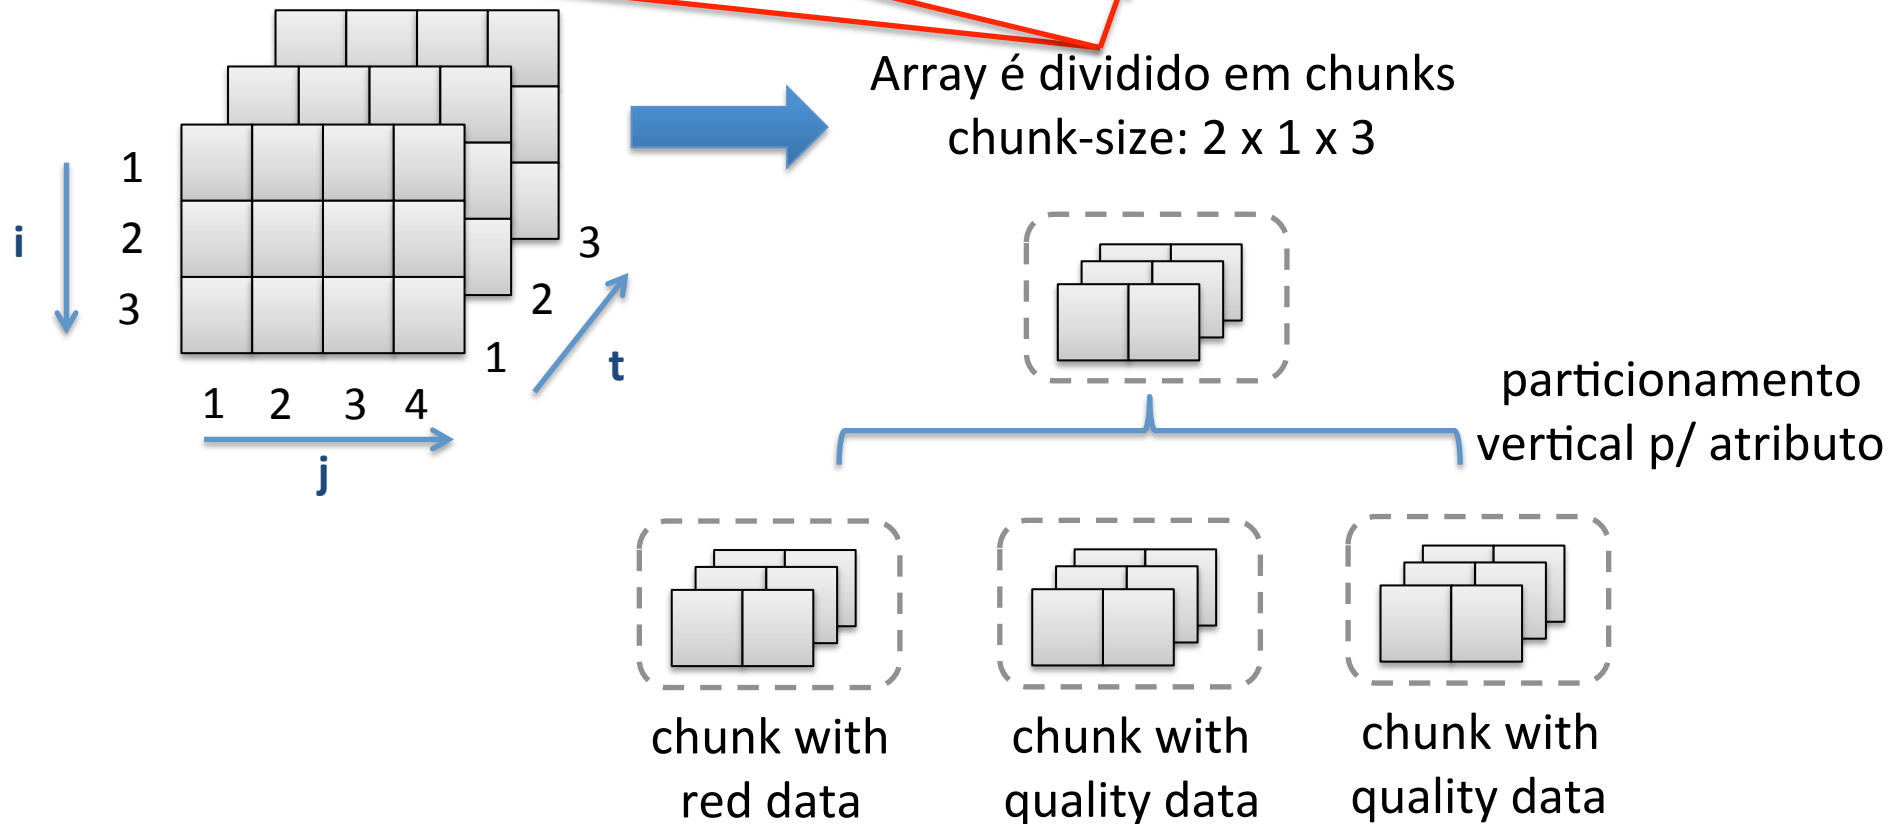 Array é dividido em chunks
chunk-size: 2 x 1 x 3
1
2
3
i
3
2
1
t
1 2 3 4
j
particionamento
vertical p/ atributo
chunk with
red data
chunk with
quality data
chunk with
quality data